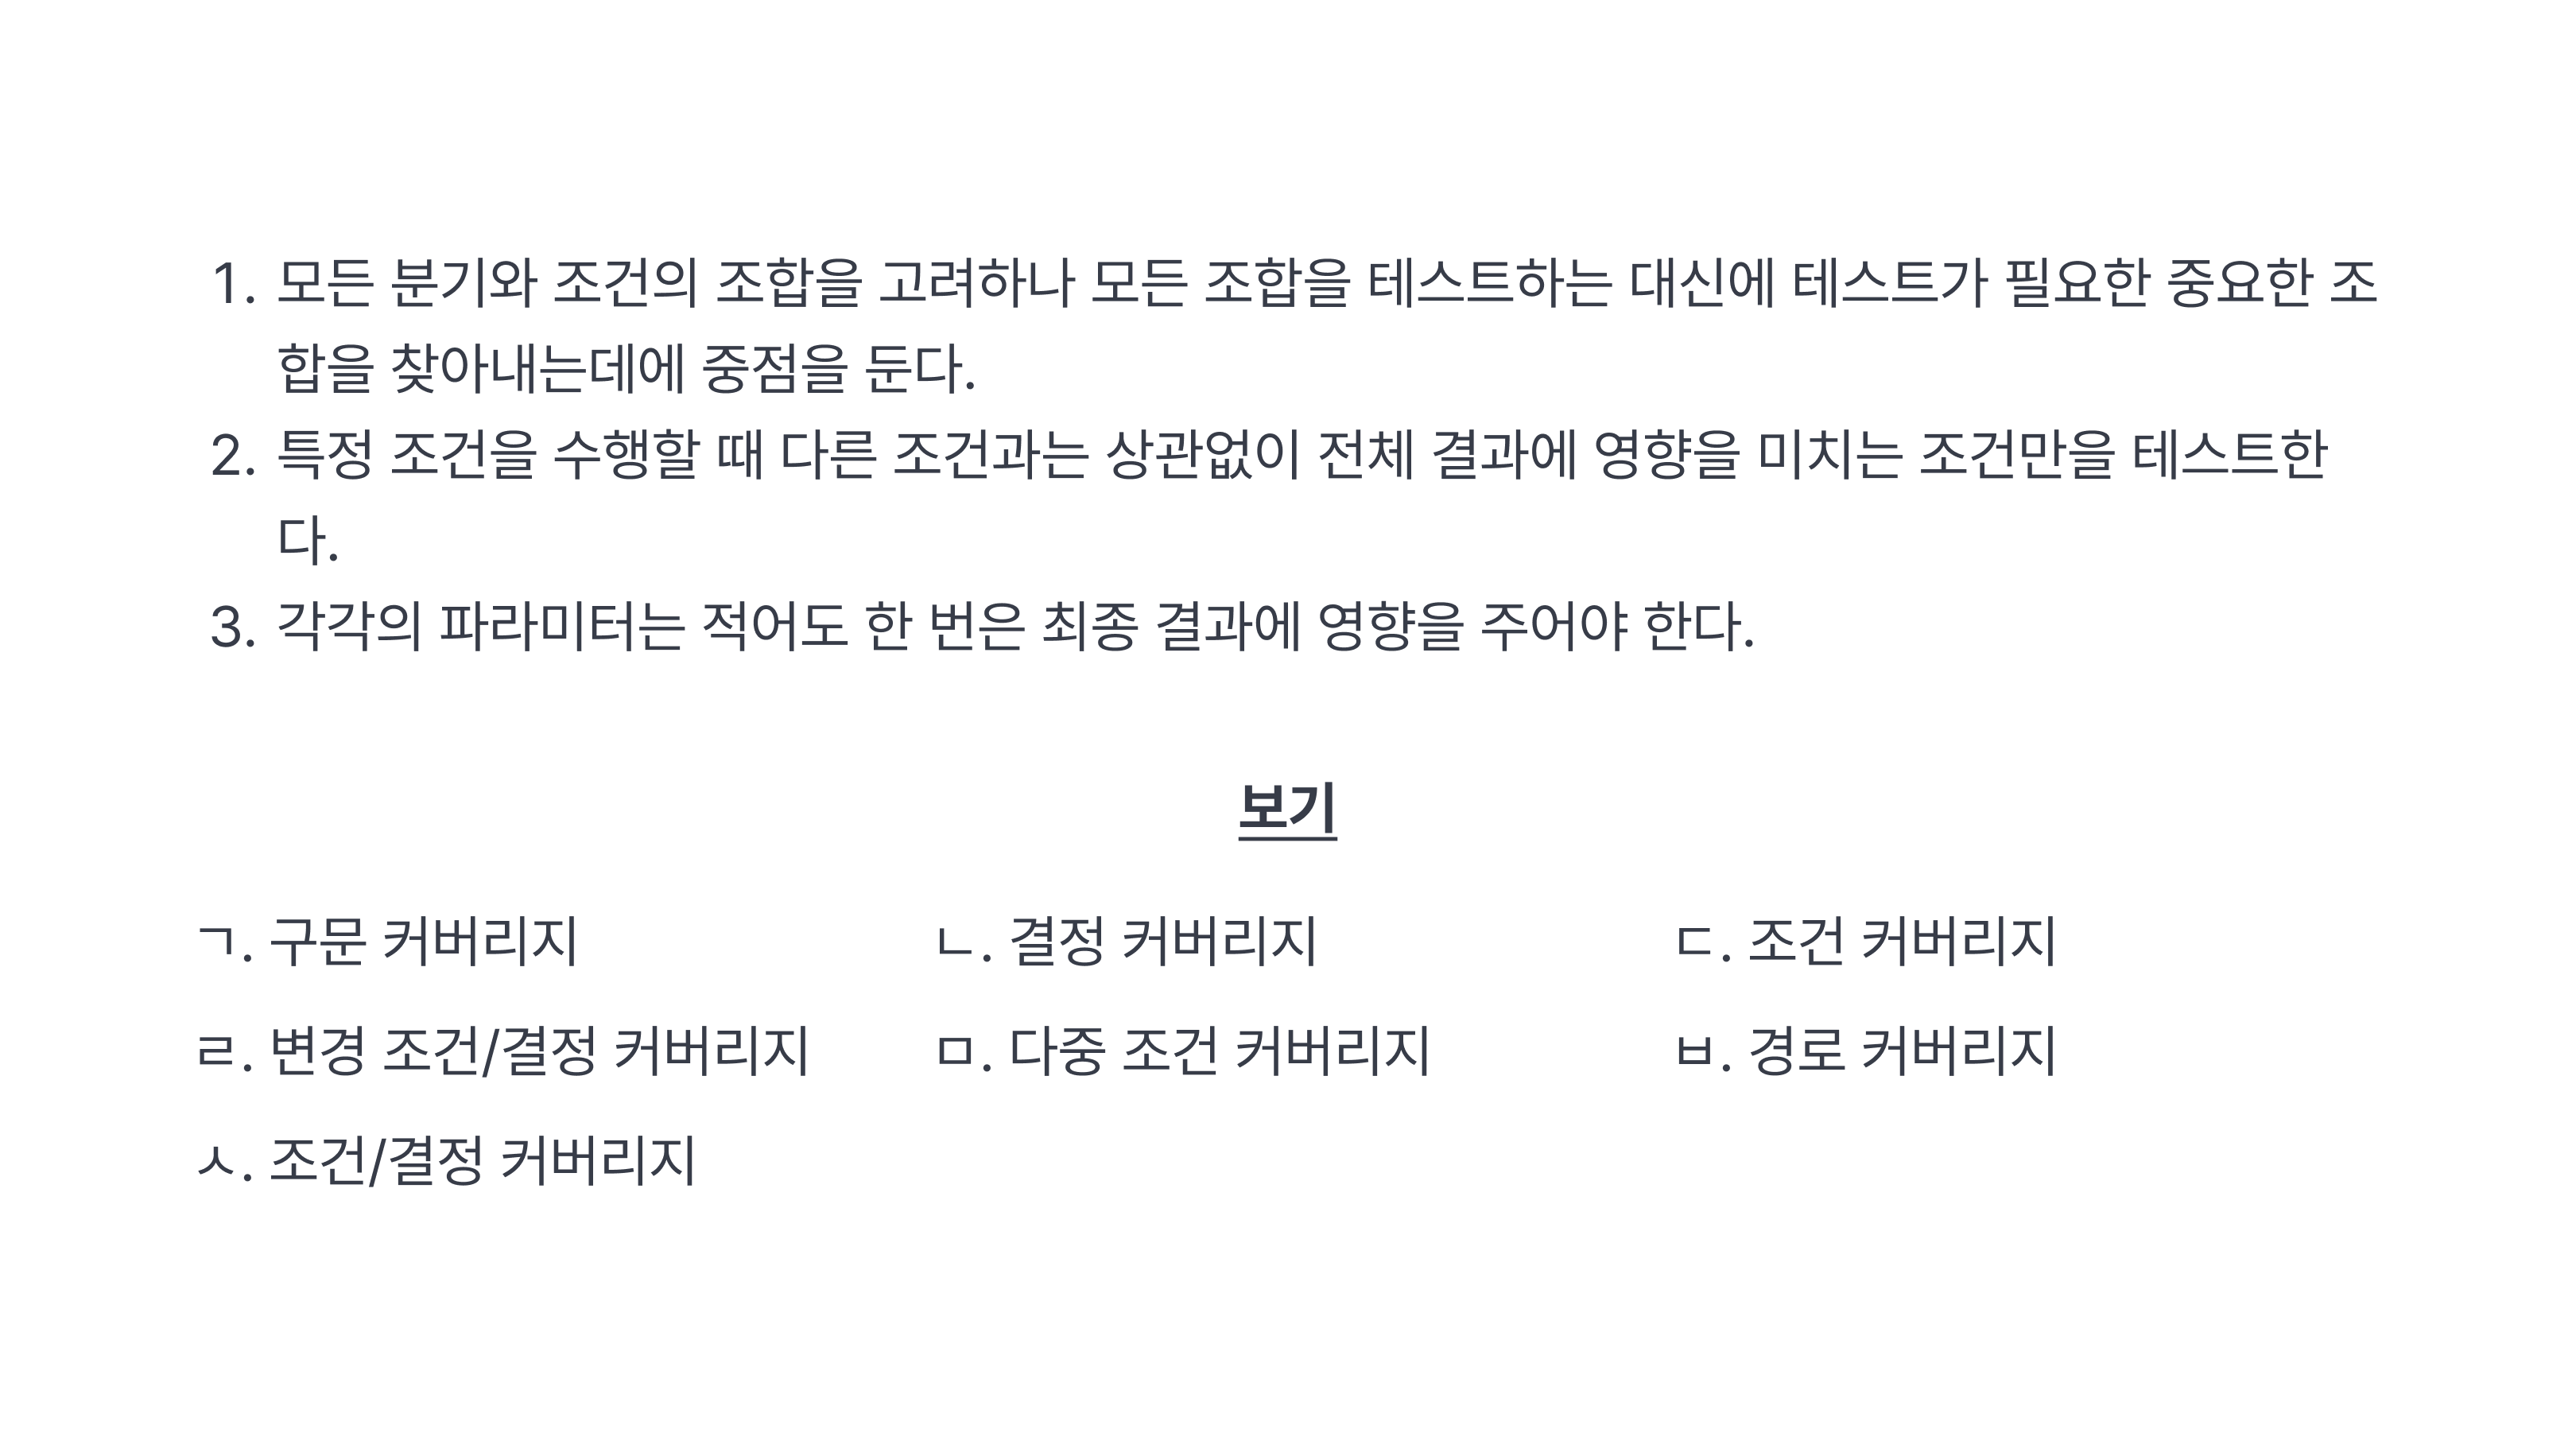 1. 모든 분기와 조건의 조합을 고려하나 모든 조합을 테스트하는 대신에 테스트가 필요한 중요한 조
합을 찾아내는데에 중점을 둔다.
2. 특정 조건을 수행할 때 다른 조건과는 상관없이 전체 결과에 영향을 미치는 조건만을 테스트한
다.
3. 각각의 파라미터는 적어도 한 번은 최종 결과에 영향을 주어야 한다.
보기
ㄱ. 구문 커버리지 ㄴ. 결정 커버리지 ㄷ. 조건 커버리지
ㄹ. 변경 조건/결정 커버리지 ㅁ. 다중 조건 커버리지 ㅂ. 경로 커버리지
ㅅ. 조건/결정 커버리지